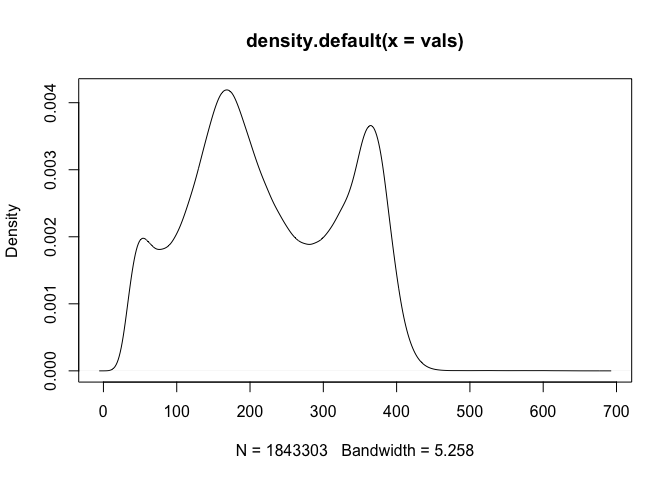 density.default(x = vals)
Density
0.004
0.003
0.002
0.001
0.000
0 100 200 300 400 500 600 700
N = 1843303 Bandwidth = 5.258